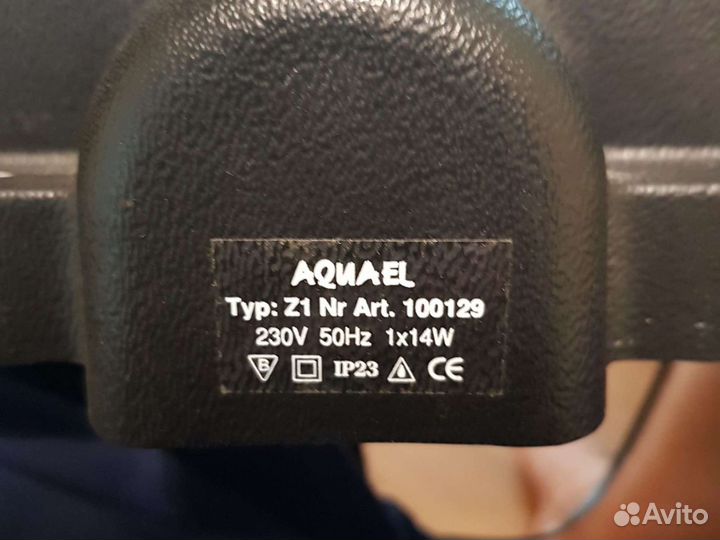 AQUAEL
Typ: Z1 Nr Art. 100129
230V 50Hz 1x14W
B IP23 CE
Avito